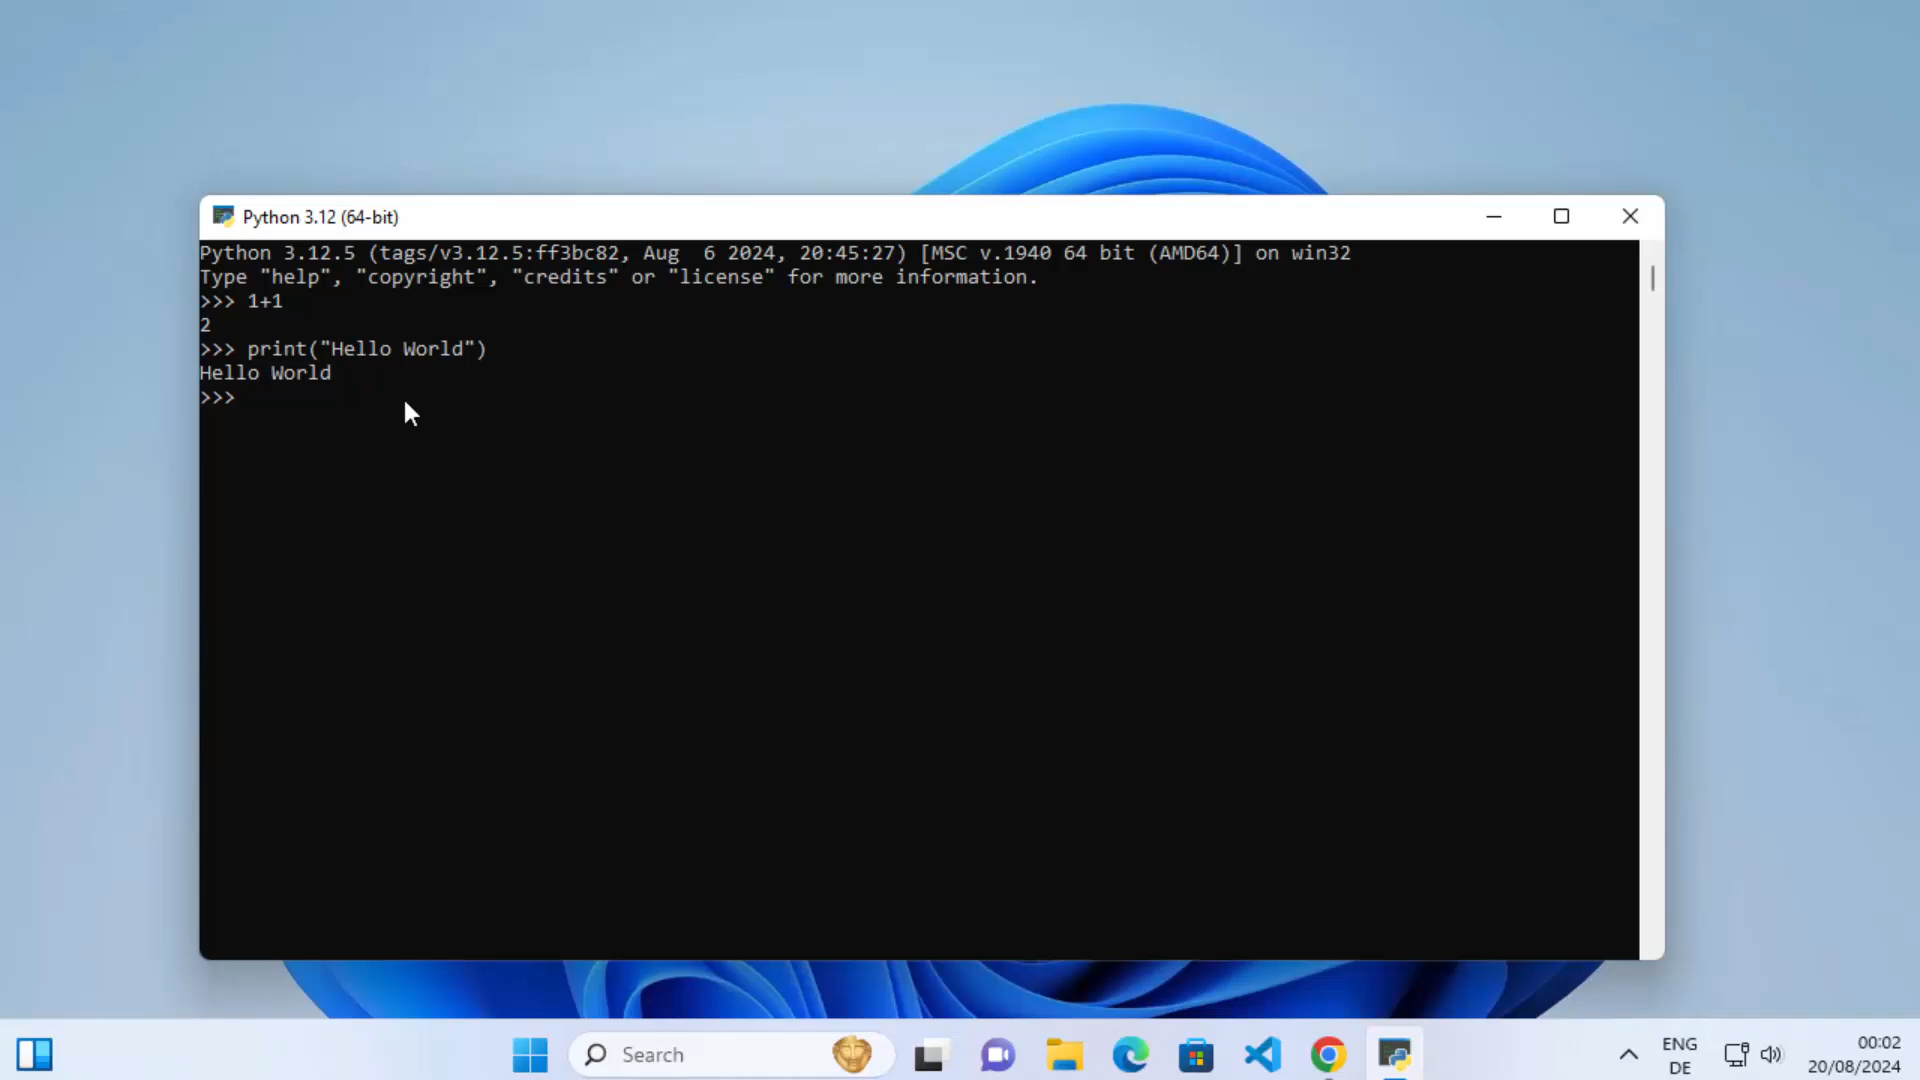 Python 3.12 (64-bit)
Python 3.12.5 (tags/v3.12.5:ff3bc82, Aug  6 2024, 20:45:27) [MSC v.1940 64 bit (AMD64)] on win32
Type "help", "copyright", "credits" or "license" for more information.
>>> 1+1
2
>>> print("Hello World")
Hello World
>>>
Search
ENG
DE
00:02
20/08/2024